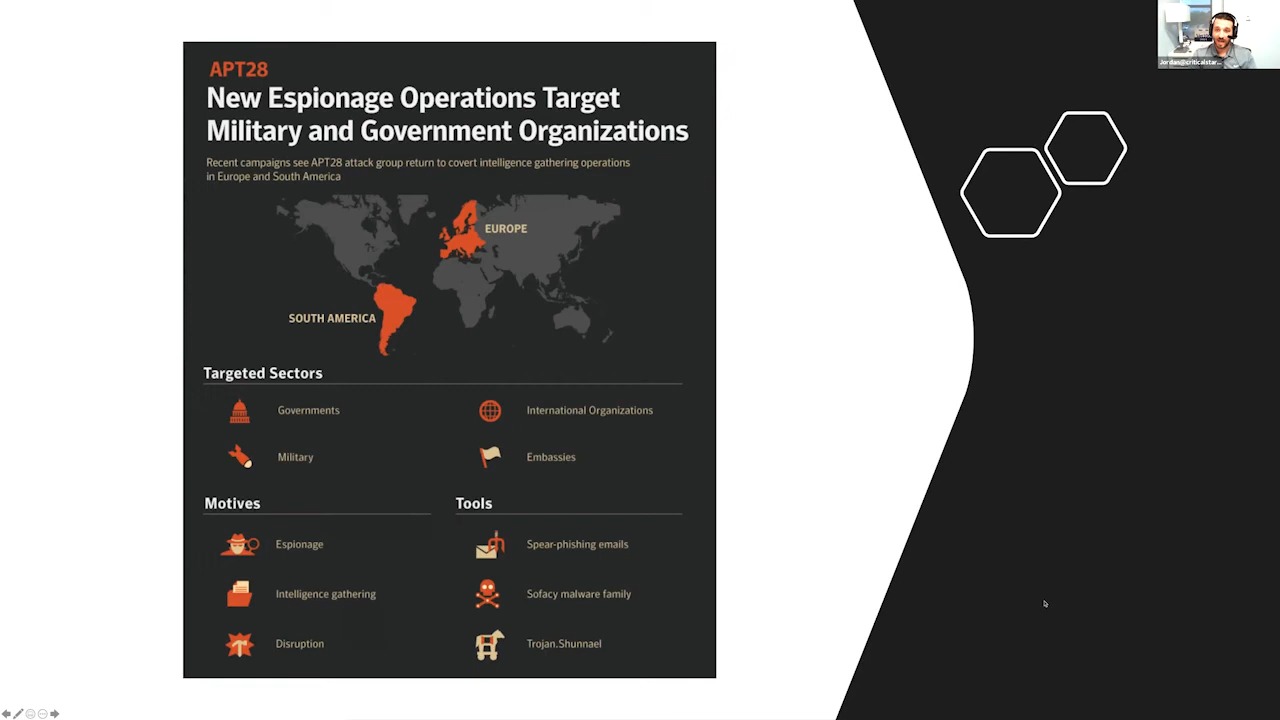 APT28
New Espionage Operations Target
Military and Government Organizations
Recent campaigns see APT28 attack group return to covert intelligence gathering operations
in Europe and South America
EUROPE
SOUTH AMERICA
Targeted Sectors
Governments
International Organizations
Military
Embassies
Motives
Tools
Espionage
Spear-phishing emails
Intelligence gathering
Sofacy malware family
Disruption
Trojan.Shunnael
Jordan@criticalstar...